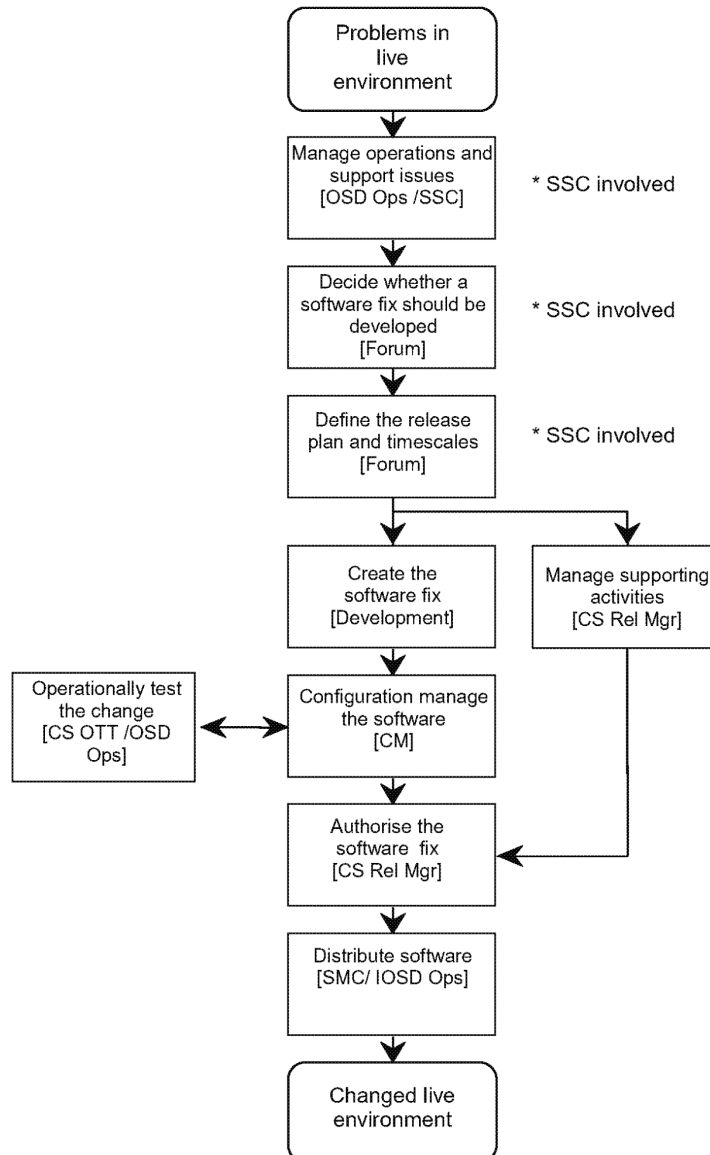 Problems in
live
environment
Manage operations and
support issues
[OSD Ops /SSC]
* SSC involved
Decide whether a
software fix should be
developed
[Forum]
* SSC involved
Define the release
plan and timescales
[Forum]
* SSC involved
Create the
software fix
[Development]
Manage supporting
activities
[CS Rel Mgr]
Operationally test
the change
[CS OTT /OSD
Ops]
Configuration manage
the software
[CM]
Authorise the
software fix
[CS Rel Mgr]
Distribute software
[SMC/ IOSD Ops]
Changed live
environment